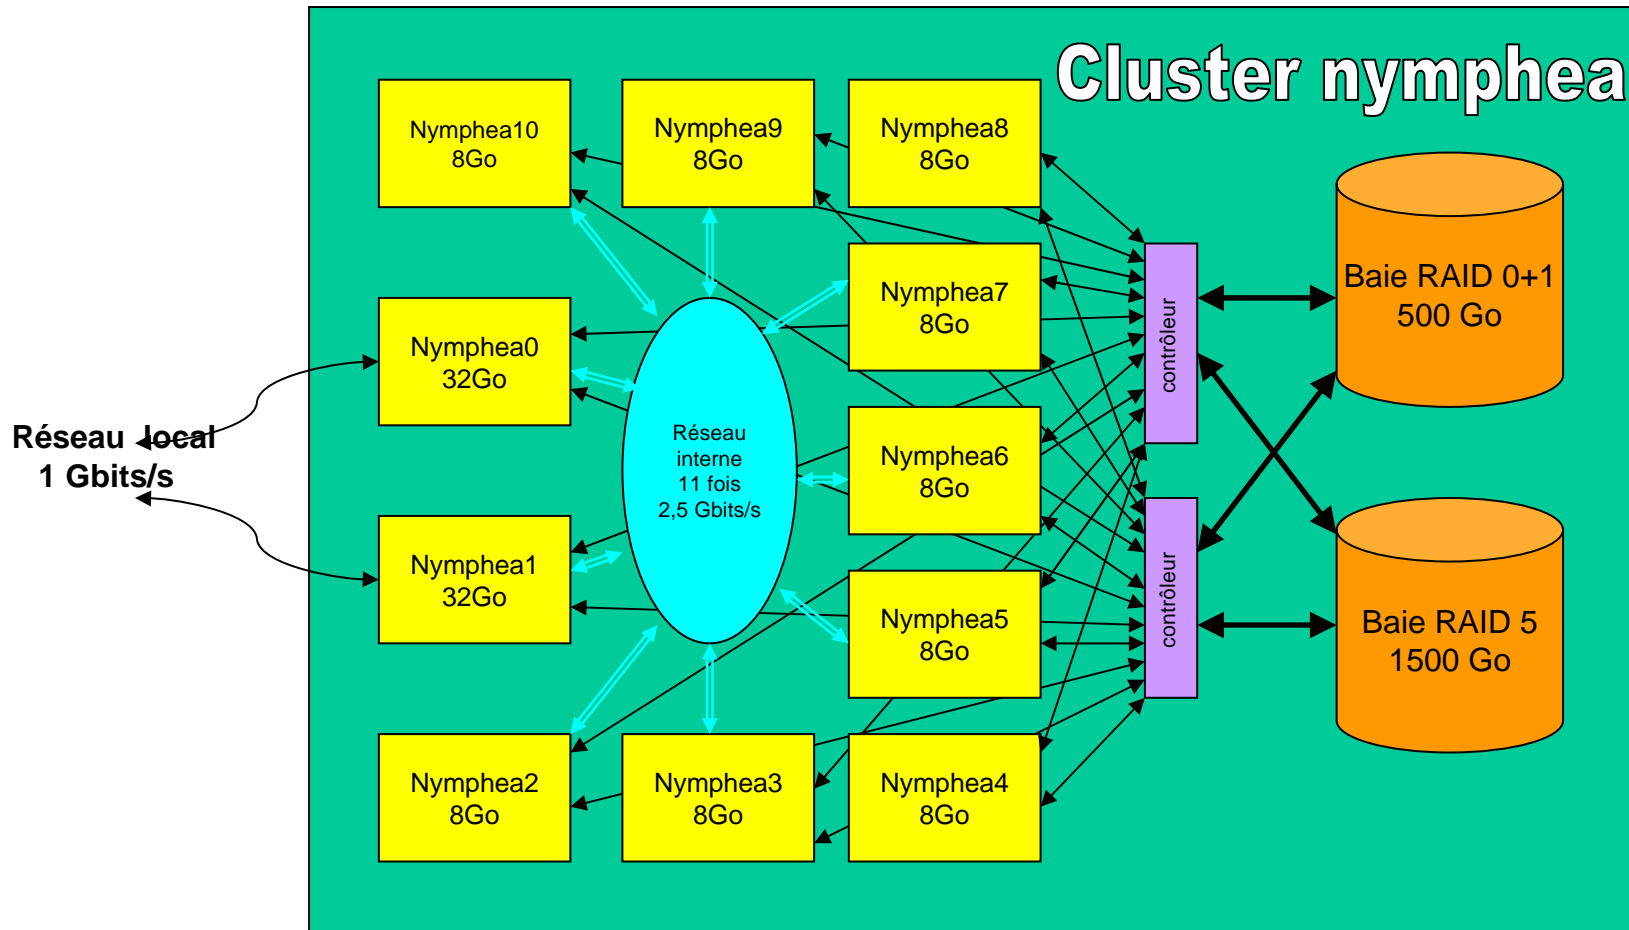 Cluster nymphea
Nymphea10
8Go
Nymphea9
8Go
Nymphea8
8Go
Nymphea7
8Go
Baie RAID 0+1
500 Go
contrôleur
Nymphea0
32Go
Réseau local
1 Gbits/s
Réseau
interne
11 fois
2,5 Gbits/s
Nymphea6
8Go
Nymphea1
32Go
Nymphea5
8Go
contrôleur
Baie RAID 5
1500 Go
Nymphea2
8Go
Nymphea3
8Go
Nymphea4
8Go